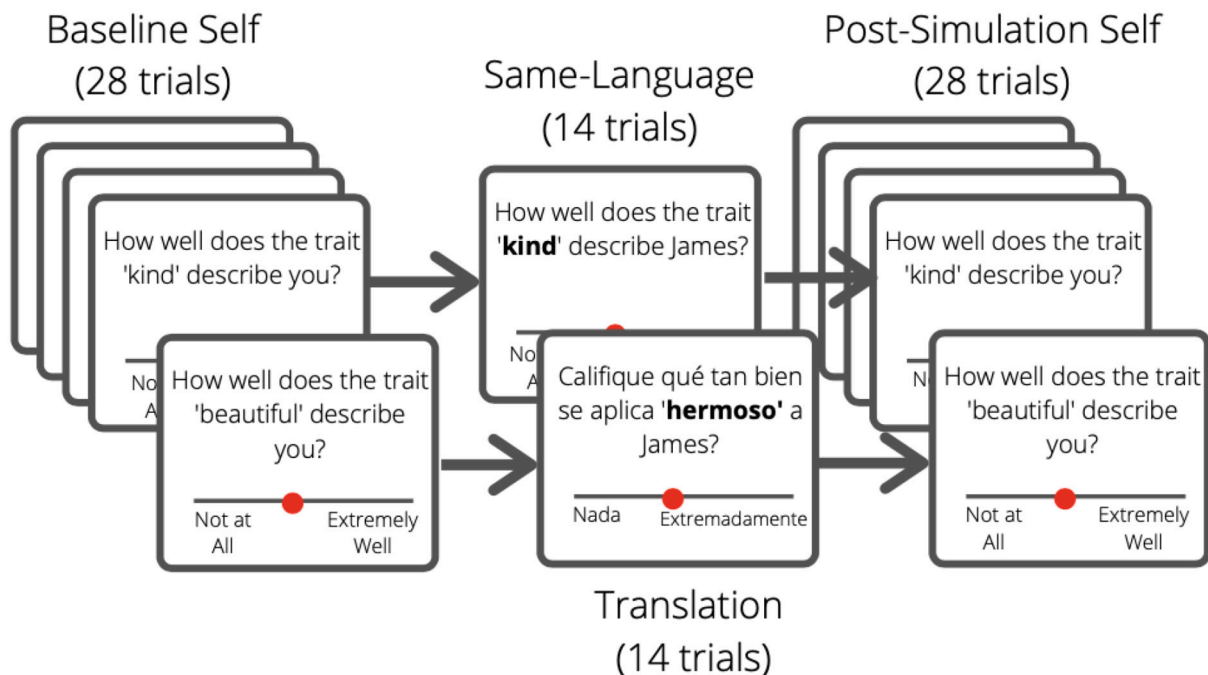 Baseline Self
(28 trials)
How well does the trait
'kind' describe you?
How well does the trait
'beautiful' describe
you?
Not at
All
Extremely
Well
Same-Language
(14 trials)
How well does the trait
'kind' describe James?
Califique qué tan bien
se aplica 'hermoso' a
James?
Nada
Extremadamente
Translation
(14 trials)
Post-Simulation Self
(28 trials)
How well does the trait
'kind' describe you?
How well does the trait
'beautiful' describe
you?
Not at
All
Extremely
Well